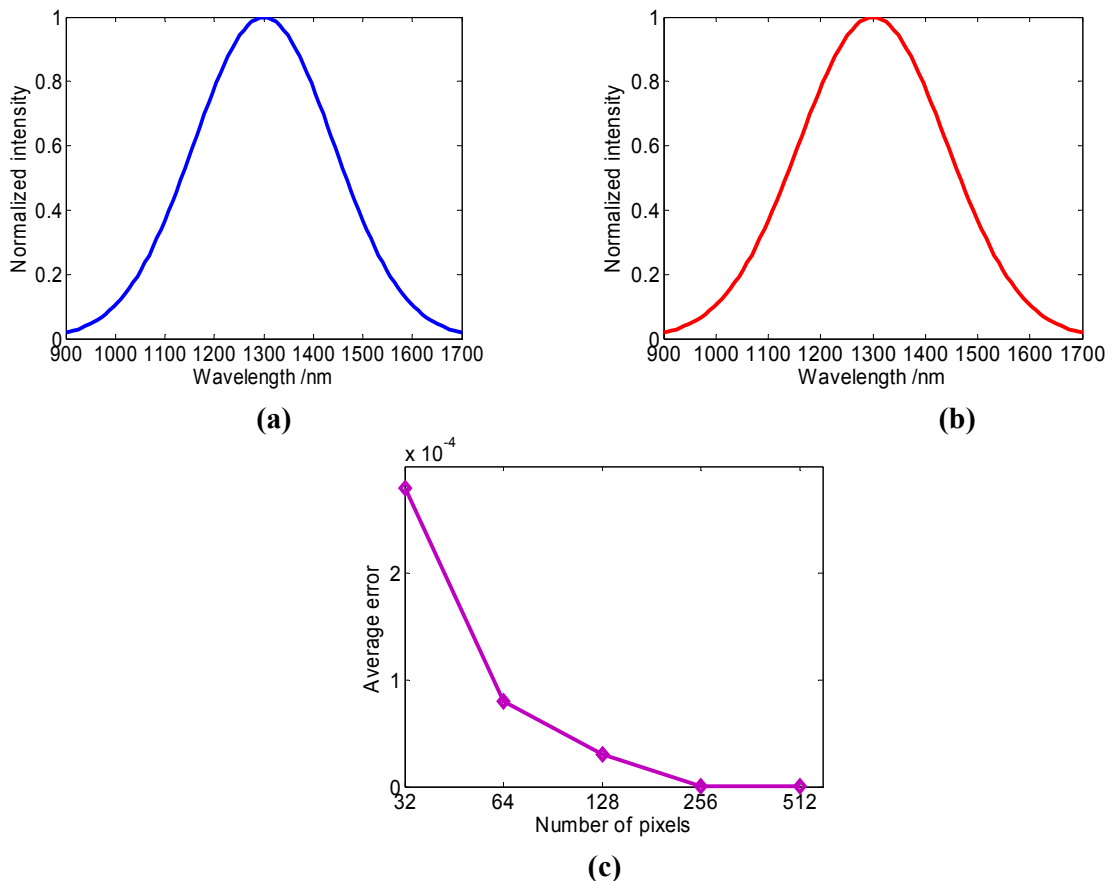 1
0.8
0.6
0.4
0.2
0
Normalized intensity
900 1000 1100 1200 1300 1400 1500 1600 1700
Wavelength /nm
(a)
1
0.8
0.6
0.4
0.2
0
Normalized intensity
900 1000 1100 1200 1300 1400 1500 1600 1700
Wavelength /nm
(b)
x 10⁻⁴
2
1
0
Average error
32 64 128 256 512
Number of pixels
(c)